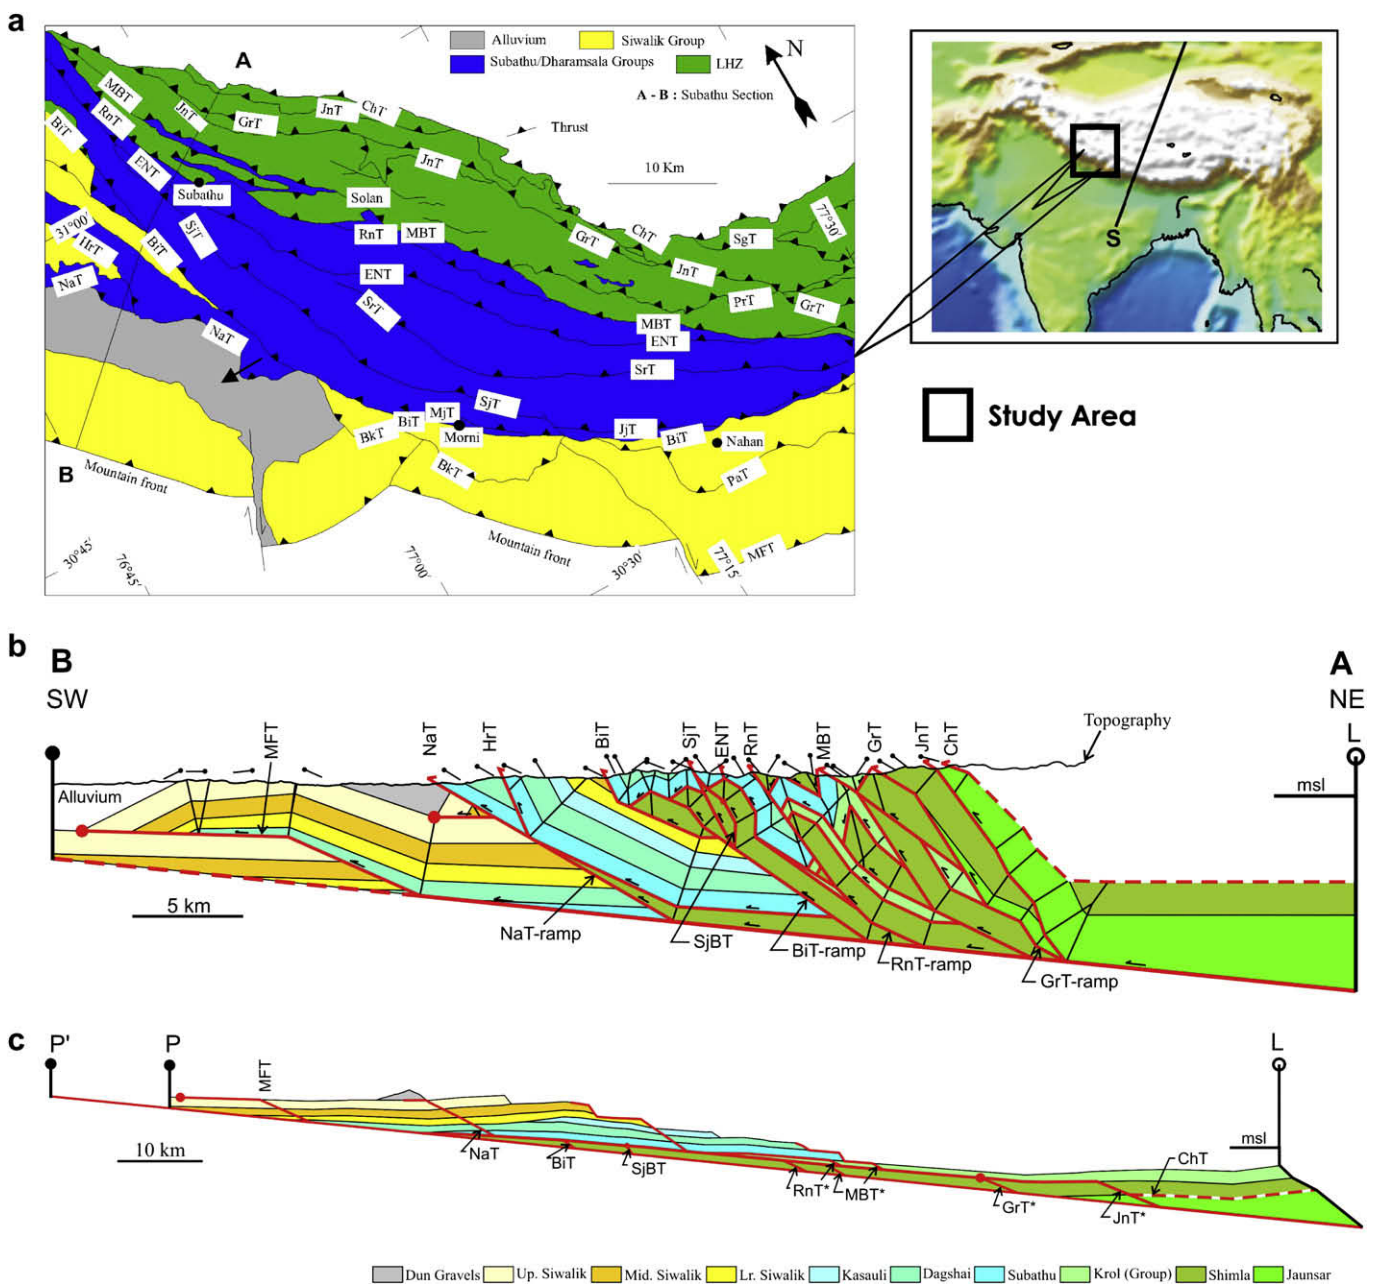 a
Alluvium
Siwalik Group
Subathu/Dharamsala Groups
LHZ
A - B : Subathu Section
N
Thrust
10 Km
A
MBT
JnT
GrT
JnT
ChT
RnT
BiT
ENT
JnT
Subathu
Solan
SjT
31°00′
HrT
BiT
NaT
RnT
MBT
ENT
SrT
GrT
ChT
SgT
77°30′
JnT
PrT
GrT
MBT
ENT
SrT
NaT
SjT
MjT
BiT
BkT
Morni
JjT
BiT
Nahan
BkT
PaT
B
Mountain front
Mountain front
MFT
30°45′
76°45′
77°00′
30°30′
77°15′
S
Study Area
b
B
SW
A
NE
L
Topography
msl
MFT
NaT
HrT
BiT
SjT
ENT
RnT
MBT
GrT
JnT
ChT
Alluvium
5 km
NaT-ramp
SjBT
BiT-ramp
RnT-ramp
GrT-ramp
c
P'
P
L
MFT
10 km
msl
NaT
BiT
SjBT
RnT*
MBT*
GrT*
JnT*
ChT
Dun Gravels
Up. Siwalik
Mid. Siwalik
Lr. Siwalik
Kasauli
Dagshai
Subathu
Krol (Group)
Shimla
Jaunsar